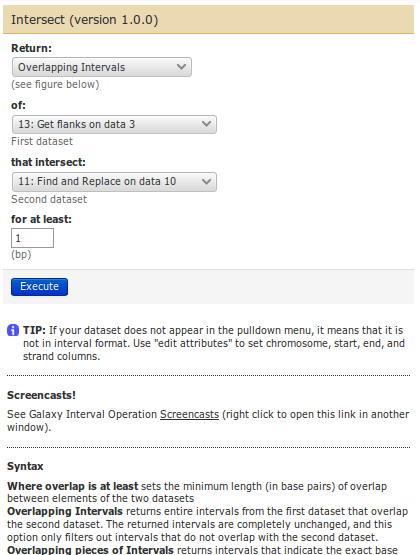 Intersect (version 1.0.0)
Return:
Overlapping Intervals
(see figure below)
of:
13: Get flanks on data 3
First dataset
that intersect:
11: Find and Replace on data 10
Second dataset
for at least:
1
(bp)
Execute
TIP: If your dataset does not appear in the pulldown menu, it means that it is
not in interval format. Use "edit attributes" to set chromosome, start, end, and
strand columns.
Screencasts!
See Galaxy Interval Operation Screencasts (right click to open this link in another
window).
Syntax
Where overlap is at least sets the minimum length (in base pairs) of overlap
between elements of the two datasets
Overlapping Intervals returns entire intervals from the first dataset that overlap
the second dataset. The returned intervals are completely unchanged, and this
option only filters out intervals that do not overlap with the second dataset.
Overlapping pieces of Intervals returns intervals that indicate the exact base